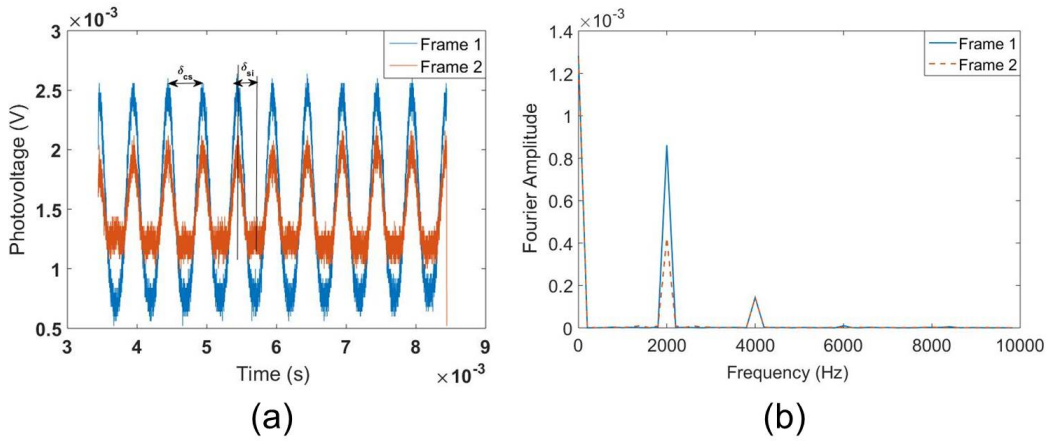 × 10⁻³
3
2.5
2
1.5
1
0.5
Photovoltage (V)
Frame 1
Frame 2
δcs
δsi
3 4 5 6 7 8 9
Time (s)
× 10⁻³
(a)
×10⁻³
1.4
1.2
1
0.8
0.6
0.4
0.2
0
Fourier Amplitude
Frame 1
Frame 2
0 2000 4000 6000 8000 10000
Frequency (Hz)
(b)